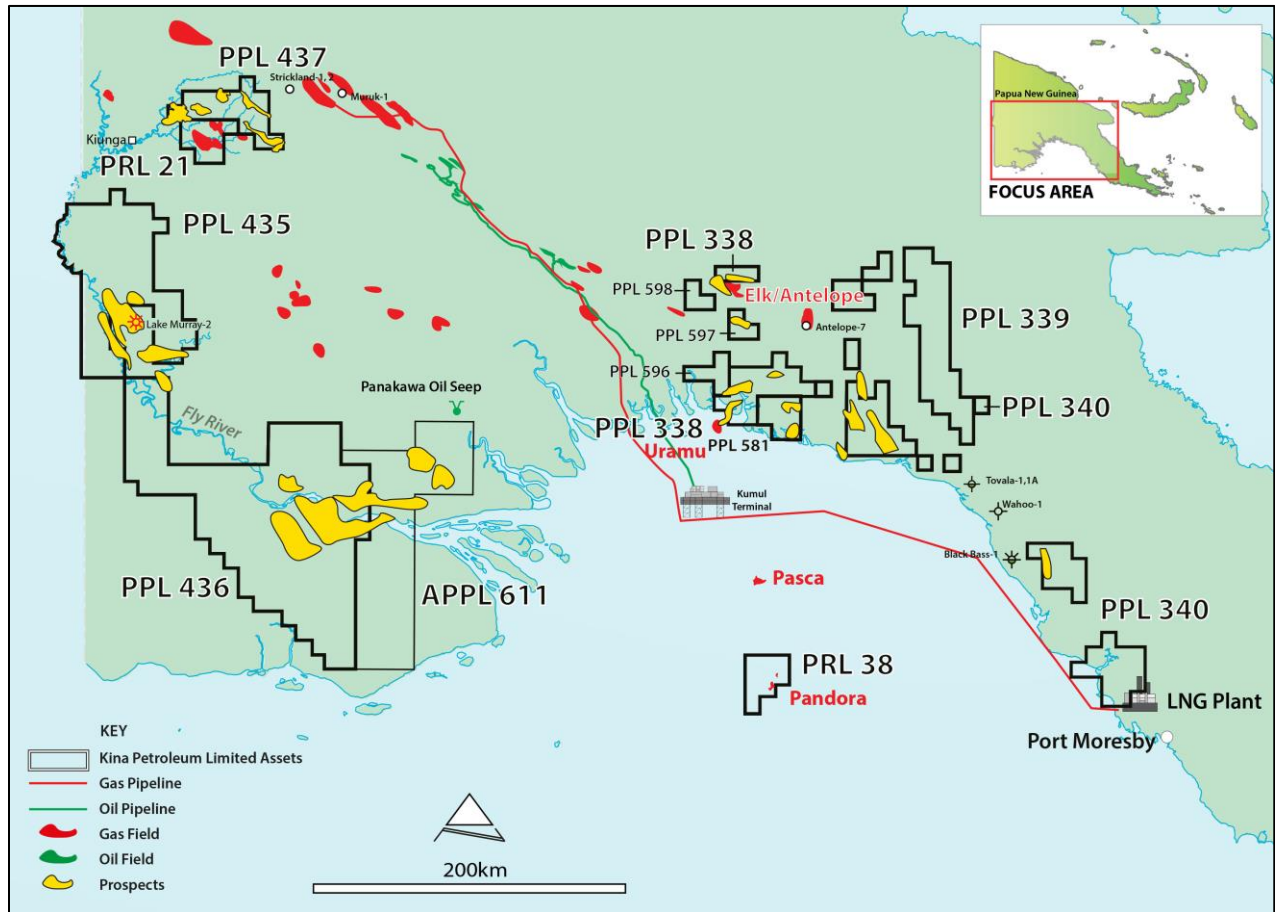 PPL 437
Strickland-1, 2
Muruk-1
Kiunga
PRL 21
PPL 435
Lake Murray-2
Fly River
Panakawa Oil Seep
PPL 436
APPL 611
PPL 338
PPL 598
Elk/Antelope
PPL 597
Antelope-7
PPL 339
PPL 596
PPL 340
PPL 338
PPL 581
Uramu
Kumul
Terminal
Tovala-1,1A
Wahoo-1
Black Bass-1
Pasca
PPL 340
PRL 38
Pandora
LNG Plant
Port Moresby
Papua New Guinea
FOCUS AREA
KEY
Kina Petroleum Limited Assets
Gas Pipeline
Oil Pipeline
Gas Field
Oil Field
Prospects
200km